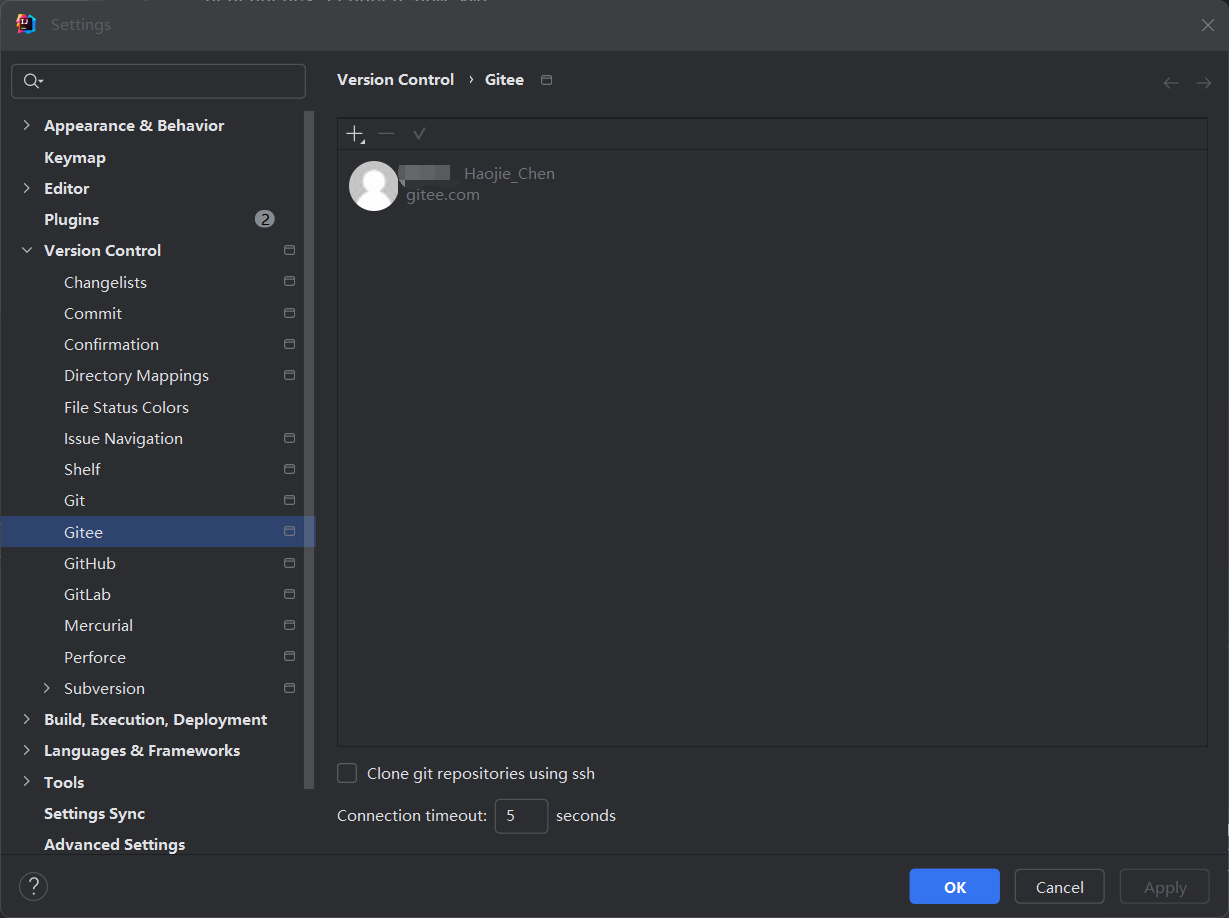 Settings
Version Control › Gitee
Appearance & Behavior
Keymap
Editor
Plugins 2
Version Control
Changelists
Commit
Confirmation
Directory Mappings
File Status Colors
Issue Navigation
Shelf
Git
Gitee
GitHub
GitLab
Mercurial
Perforce
Subversion
Build, Execution, Deployment
Languages & Frameworks
Tools
Settings Sync
Advanced Settings
Haojie_Chen
gitee.com
Clone git repositories using ssh
Connection timeout: 5 seconds
?
OK
Cancel
Apply